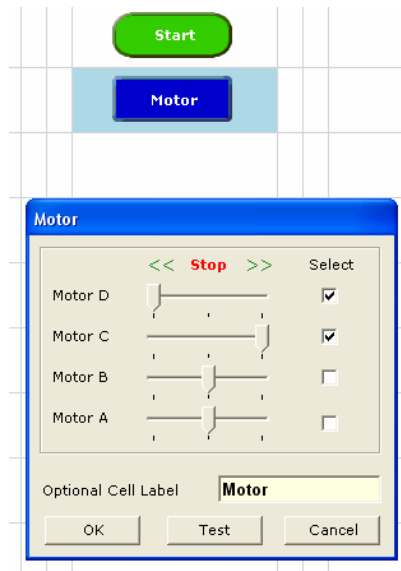 Start
Motor
Motor
<< Stop >> Select
Motor D
Motor C
Motor B
Motor A
Optional Cell Label Motor
OK Test Cancel